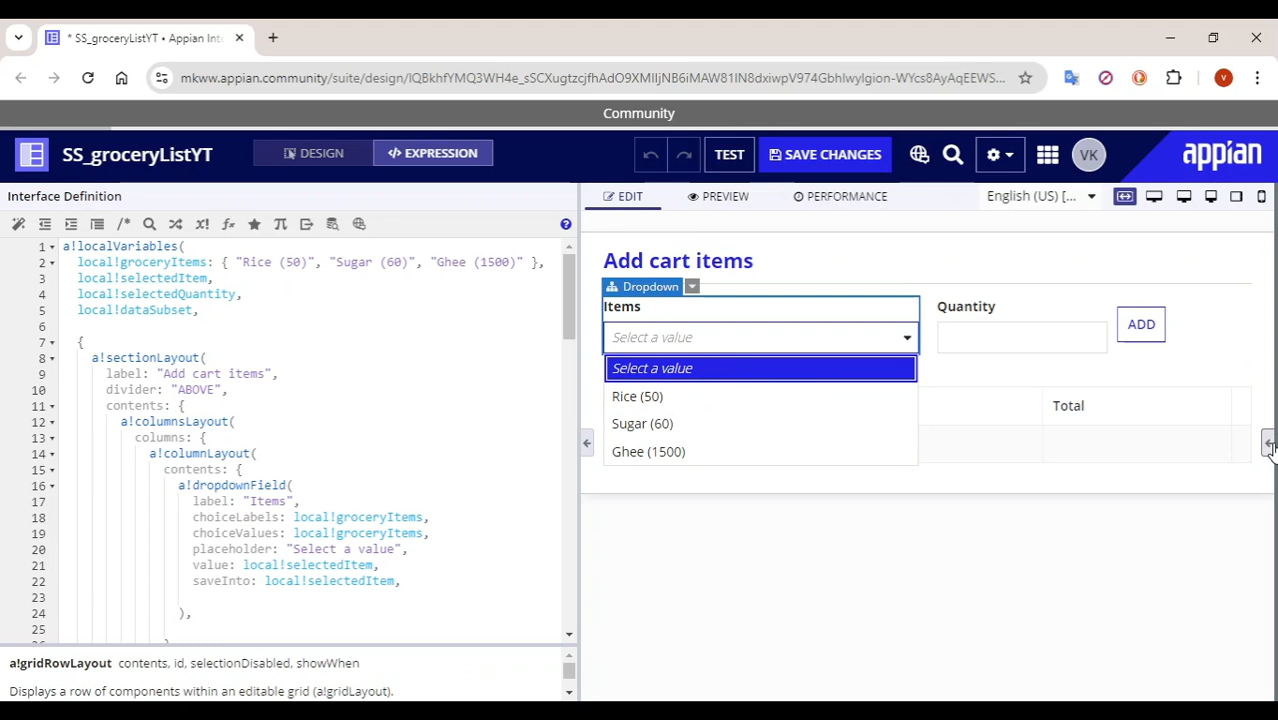 * SS_groceryListYT • Appian Int
mkww.appian.community/suite/design/
Community
SS_groceryListYT
DESIGN
</> EXPRESSION
TEST
SAVE CHANGES
VK
appian
Interface Definition
EDIT
PREVIEW
PERFORMANCE
English (US) [...
1 a!localVariables(
2 local!groceryItems: { "Rice (50)", "Sugar (60)", "Ghee (1500)" },
3 local!selectedItem,
4 local!selectedQuantity,
5 local!dataSubset,
6
7 {
8 a!sectionLayout(
9 label: "Add cart items",
10 divider: "ABOVE",
11 contents: {
12 a!columnsLayout(
13 columns: {
14 a!columnLayout(
15 contents: {
16 a!dropdownField(
17 label: "Items",
18 choiceLabels: local!groceryItems,
19 choiceValues: local!groceryItems,
20 placeholder: "Select a value",
21 value: local!selectedItem,
22 saveInto: local!selectedItem,
23
24 ),
25
a!gridRowLayout contents, id, selectionDisabled, showWhen
Displays a row of components within an editable grid (a!gridLayout).
Add cart items
Dropdown
Items
Quantity
Select a value
ADD
Select a value
Rice (50)
Sugar (60)
Ghee (1500)
Total